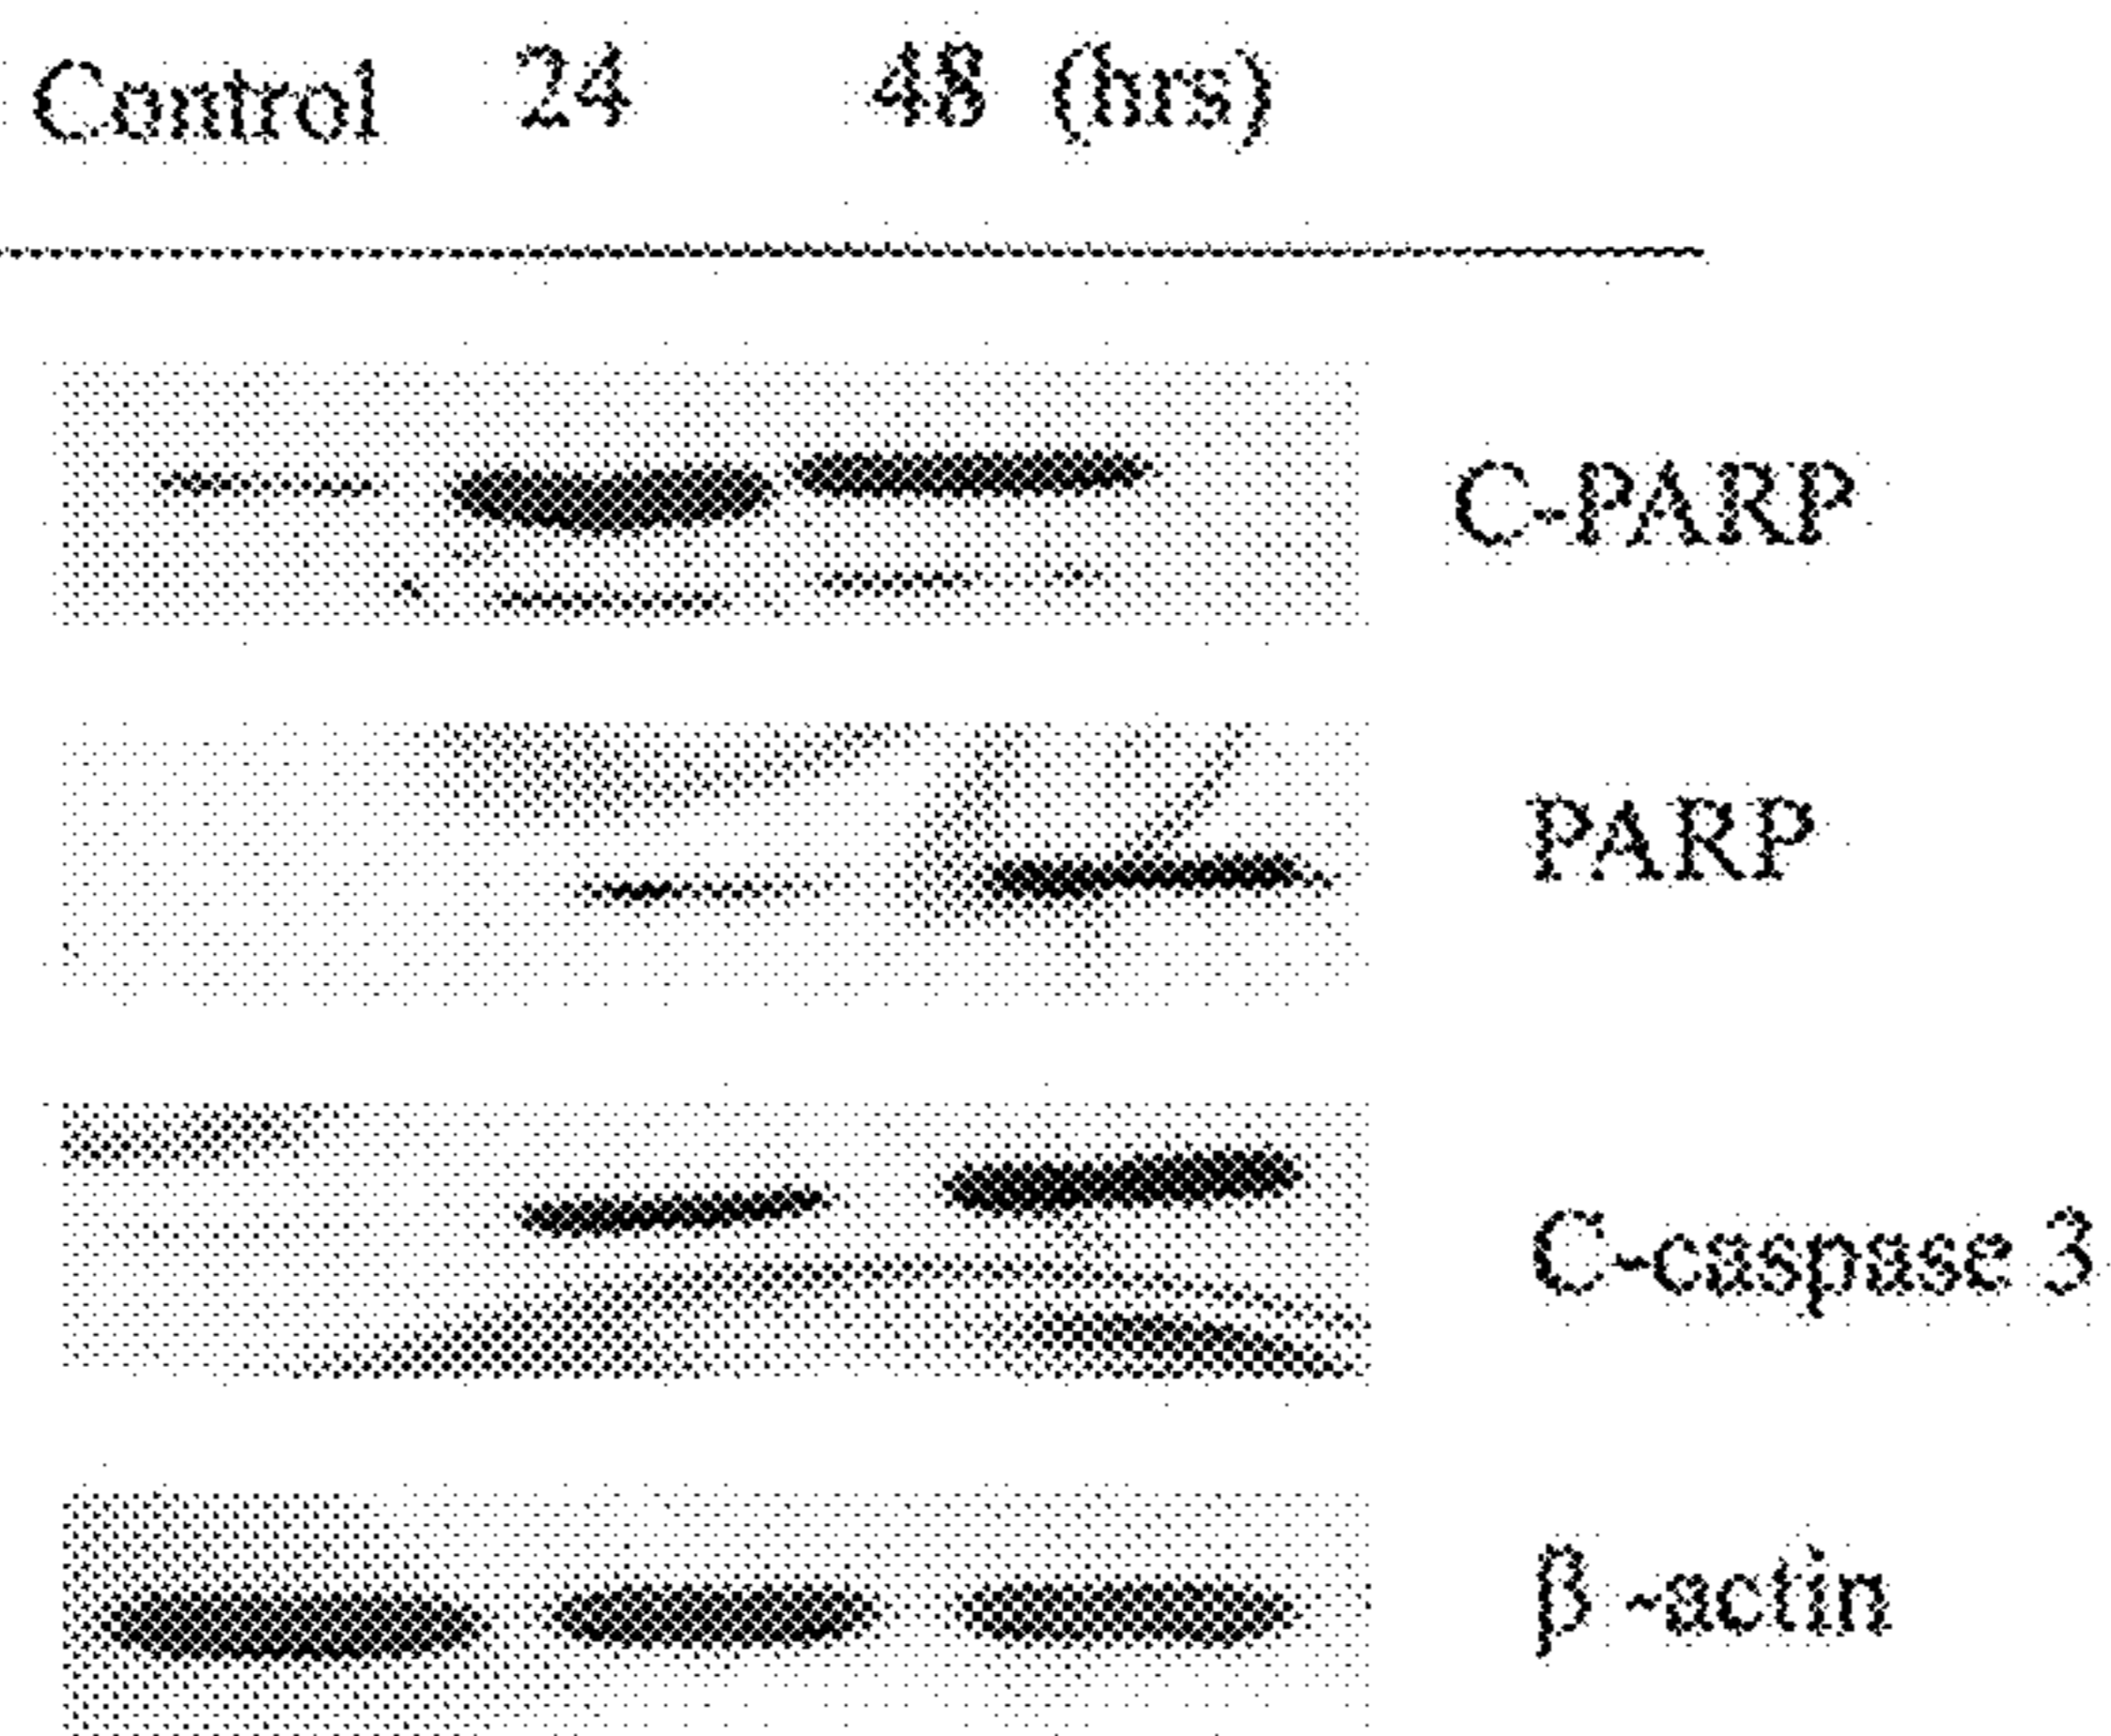 Control 24 48 (hrs)
C-PARP
PARP
C-caspase 3
β-actin